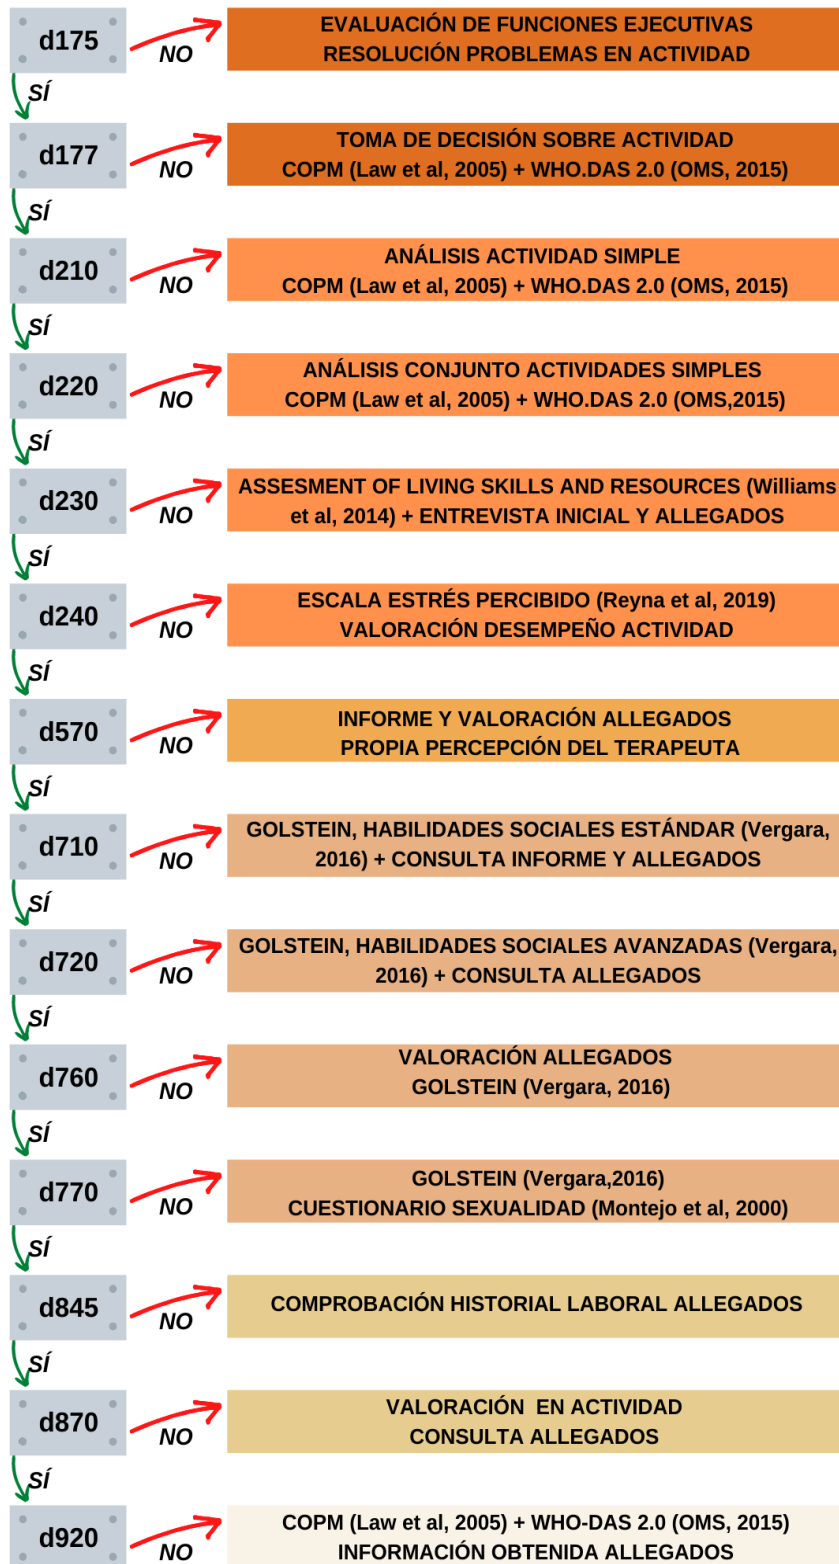 d175
NO
EVALUACIÓN DE FUNCIONES EJECUTIVAS
RESOLUCIÓN PROBLEMAS EN ACTIVIDAD
SÍ
d177
NO
TOMA DE DECISIÓN SOBRE ACTIVIDAD
COPM (Law et al, 2005) + WHO.DAS 2.0 (OMS, 2015)
SÍ
d210
NO
ANÁLISIS ACTIVIDAD SIMPLE
COPM (Law et al, 2005) + WHO.DAS 2.0 (OMS, 2015)
SÍ
d220
NO
ANÁLISIS CONJUNTO ACTIVIDADES SIMPLES
COPM (Law et al, 2005) + WHO.DAS 2.0 (OMS,2015)
SÍ
d230
NO
ASSESMENT OF LIVING SKILLS AND RESOURCES (Williams
et al, 2014) + ENTREVISTA INICIAL Y ALLEGADOS
SÍ
d240
NO
ESCALA ESTRÉS PERCIBIDO (Reyna et al, 2019)
VALORACIÓN DESEMPEÑO ACTIVIDAD
SÍ
d570
NO
INFORME Y VALORACIÓN ALLEGADOS
PROPIA PERCEPCIÓN DEL TERAPEUTA
SÍ
d710
NO
GOLSTEIN, HABILIDADES SOCIALES ESTÁNDAR (Vergara,
2016) + CONSULTA INFORME Y ALLEGADOS
SÍ
d720
NO
GOLSTEIN, HABILIDADES SOCIALES AVANZADAS (Vergara,
2016) + CONSULTA ALLEGADOS
SÍ
d760
NO
VALORACIÓN ALLEGADOS
GOLSTEIN (Vergara, 2016)
SÍ
d770
NO
GOLSTEIN (Vergara,2016)
CUESTIONARIO SEXUALIDAD (Montejo et al, 2000)
SÍ
d845
NO
COMPROBACIÓN HISTORIAL LABORAL ALLEGADOS
SÍ
d870
NO
VALORACIÓN EN ACTIVIDAD
CONSULTA ALLEGADOS
SÍ
d920
NO
COPM (Law et al, 2005) + WHO-DAS 2.0 (OMS, 2015)
INFORMACIÓN OBTENIDA ALLEGADOS